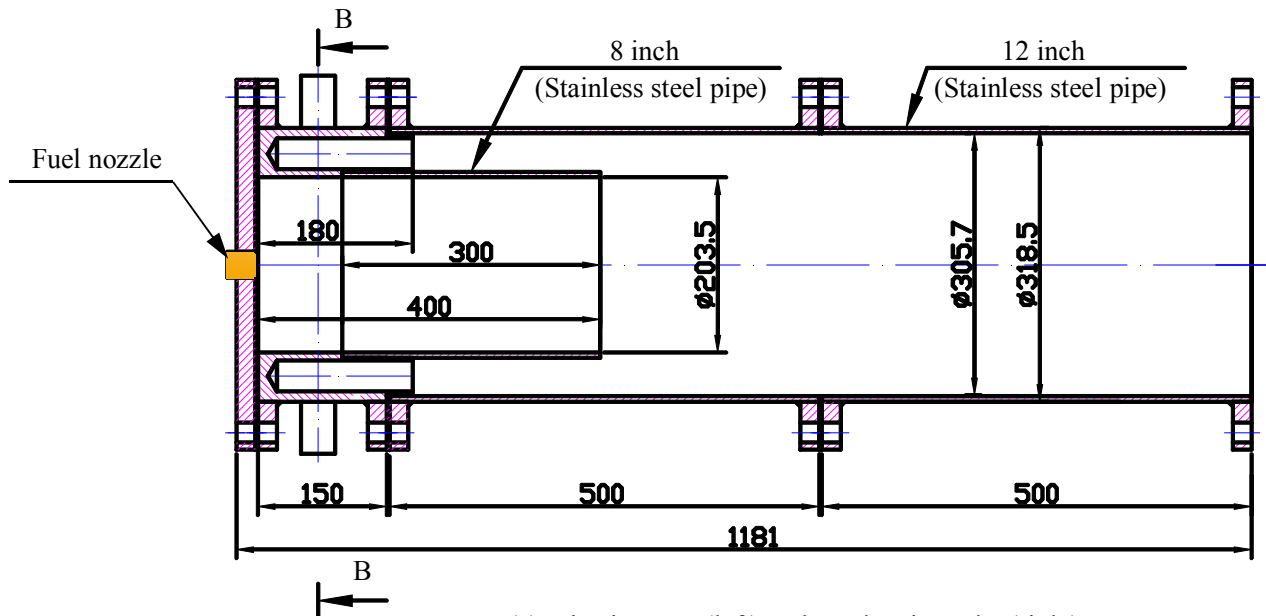 B
8 inch
(Stainless steel pipe)
12 inch
(Stainless steel pipe)
Fuel nozzle
180
300
400
ø203.5
ø305.7
ø318.5
150
500
500
1181
B